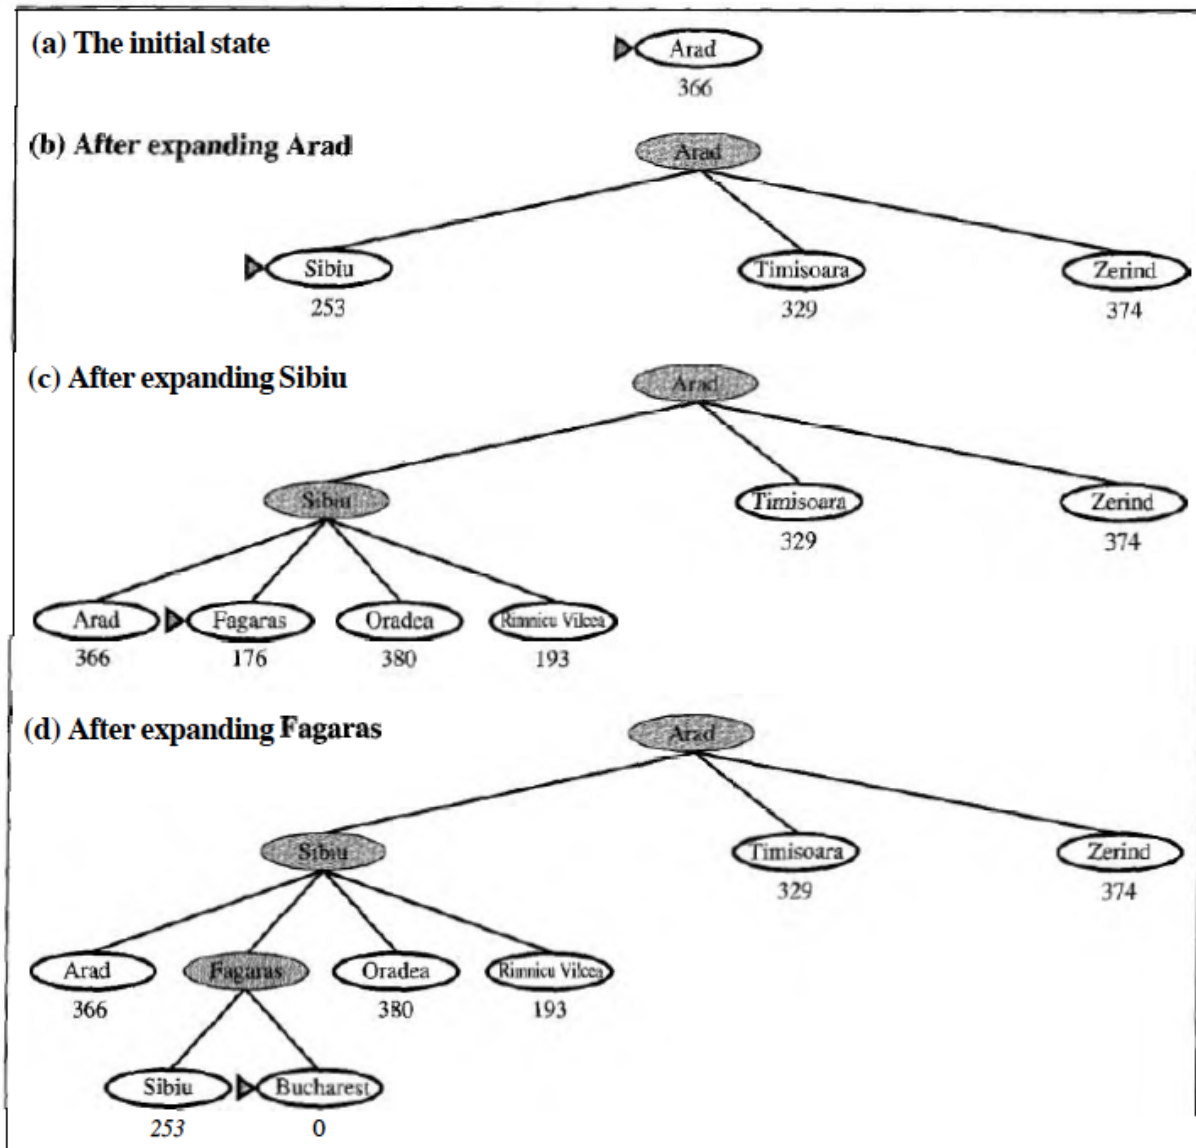 (a) The initial state
Arad
366
(b) After expanding Arad
Arad
Sibiu Timisoara Zerind
253 329 374
(c) After expanding Sibiu
Arad
Sibiu Timisoara Zerind
329 374
Arad Fagaras Oradea Rimnicu Vilcea
366 176 380 193
(d) After expanding Fagaras
Arad
Sibiu Timisoara Zerind
329 374
Arad Fagaras Oradea Rimnicu Vilcea
366 380 193
Sibiu Bucharest
253 0